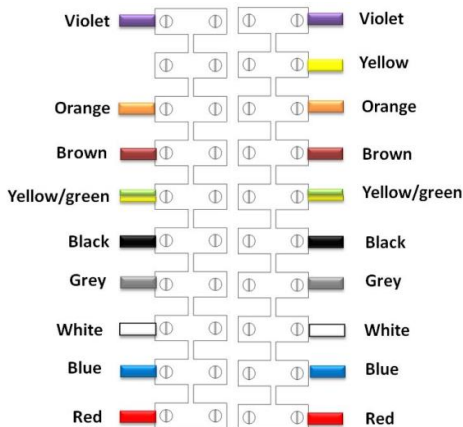 Violet Violet
Yellow
Orange Orange
Brown Brown
Yellow/green Yellow/green
Black Black
Grey Grey
White White
Blue Blue
Red Red